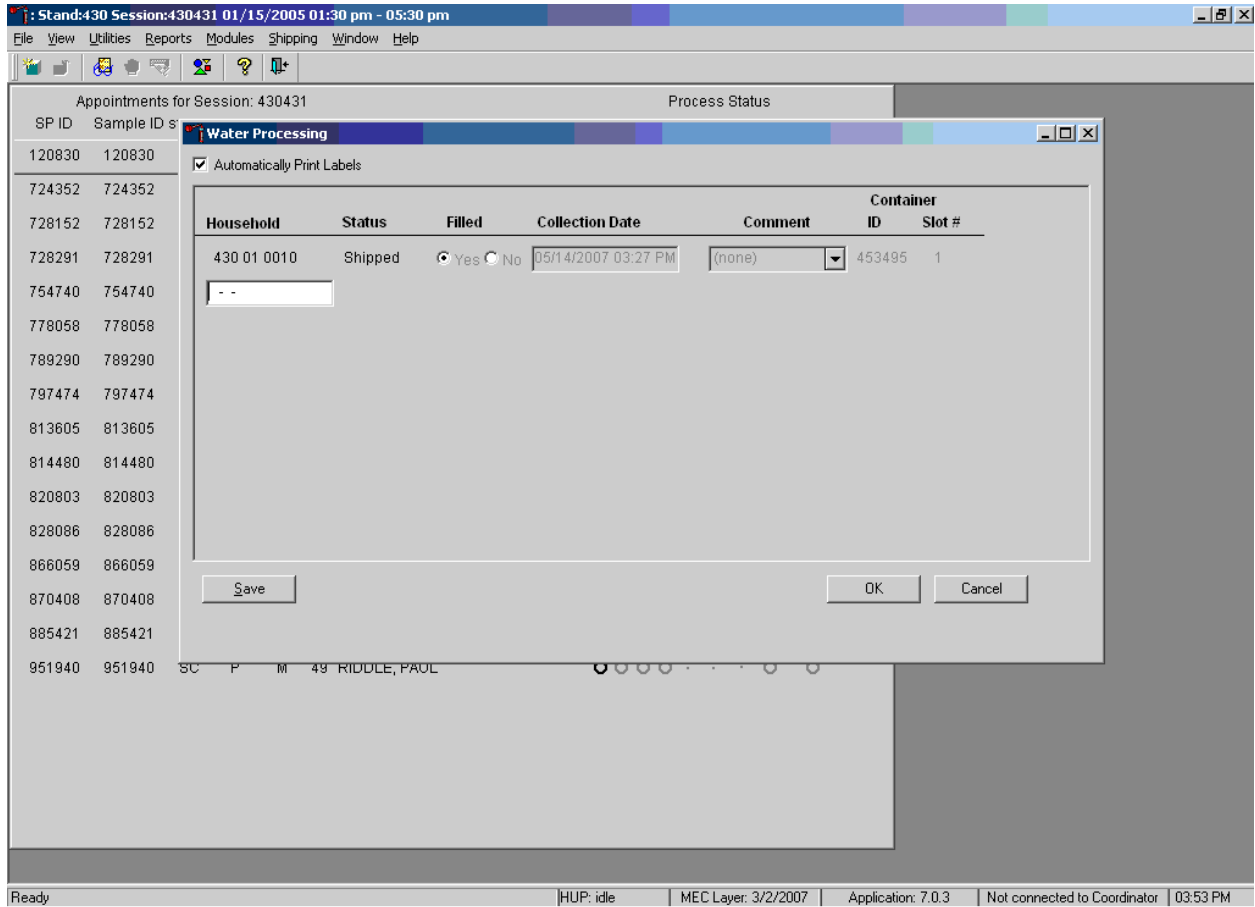 : Stand:430 Session:430431 01/15/2005 01:30 pm - 05:30 pm
File View Utilities Reports Modules Shipping Window Help
Appointments for Session: 430431 Process Status
SP ID Sample ID
Water Processing
Automatically Print Labels
Container
Household Status Filled Collection Date Comment ID Slot #
430 01 0010 Shipped Yes No 05/14/2007 03:27 PM (none) 453495 1
- -
120830 120830
724352 724352
728152 728152
728291 728291
754740 754740
778058 778058
789290 789290
797474 797474
813605 813605
814480 814480
820803 820803
828086 828086
866059 866059
870408 870408
885421 885421
Save OK Cancel
951940 951940 SC P M 49 RIDDLE, PAUL
Ready HUP: idle MEC Layer: 3/2/2007 Application: 7.0.3 Not connected to Coordinator 03:53 PM